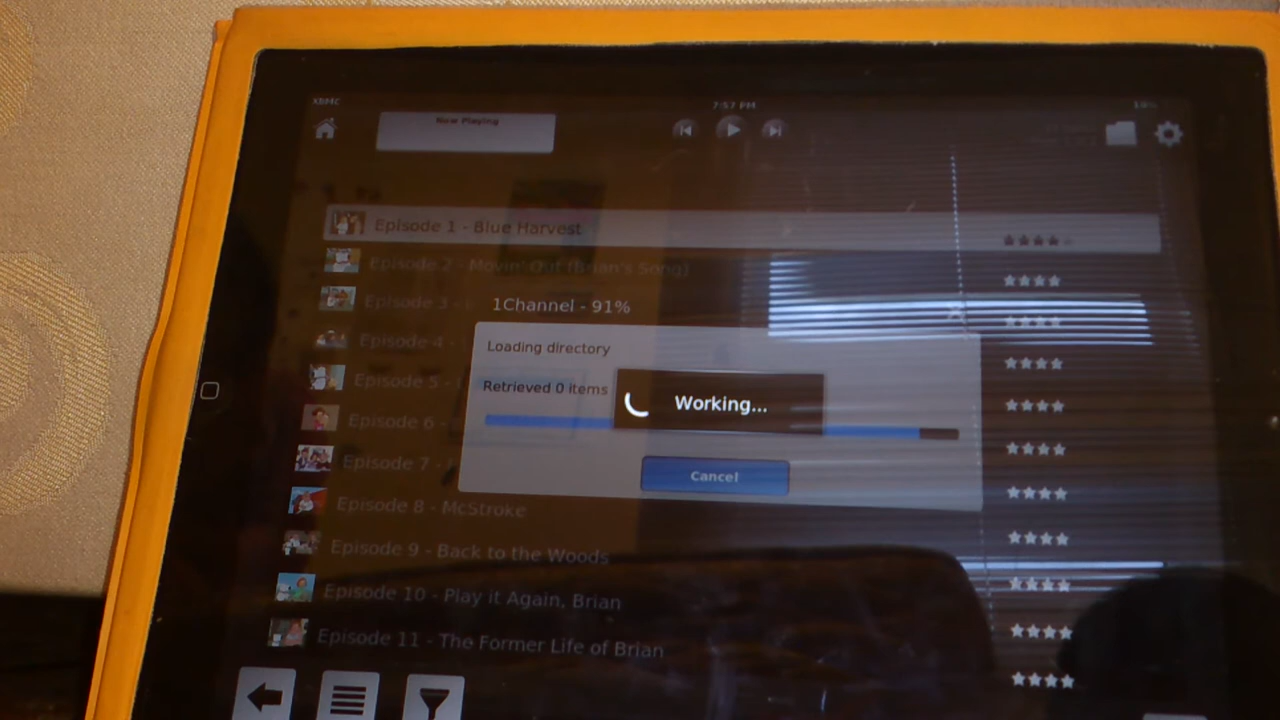 XBMC
7:57 PM
Now Playing
Episode 1 - Blue Harvest
Episode 2 - Movin' Out (Brian's Song)
Episode 3 -
1Channel - 91%
Episode 4 -
Loading directory
Episode 5 -
Retrieved 0 items
Working...
Episode 6 -
Episode 7 -
Cancel
Episode 8 - McStroke
Episode 9 - Back to the Woods
Episode 10 - Play it Again, Brian
Episode 11 - The Former Life of Brian